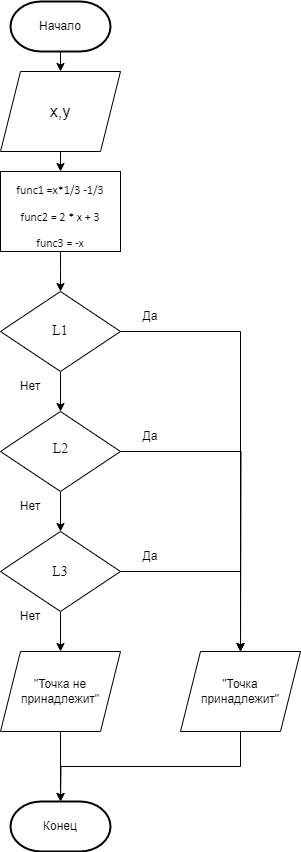 Начало
x,y
func1 =x*1/3 -1/3
func2 = 2 * x + 3
func3 = -x
L1
Да
Нет
L2
Да
Нет
L3
Да
Нет
"Точка не
принадлежит"
"Точка
принадлежит"
Конец